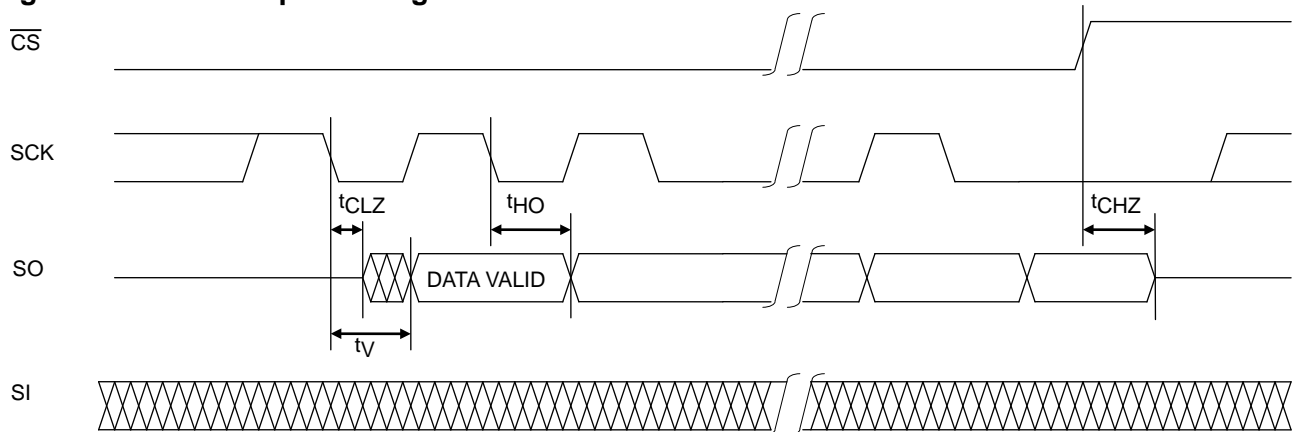 CS
SCK
tCLZ
tHO
tCHZ
SO
DATA VALID
tV
SI